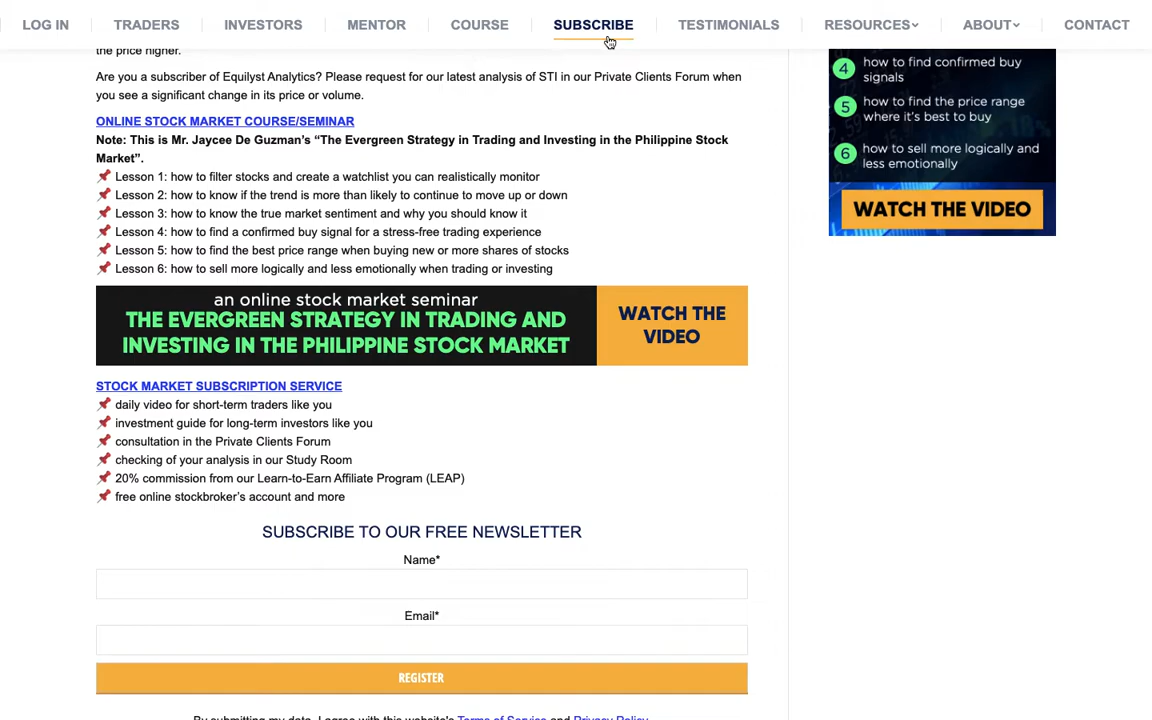 LOG IN
TRADERS
INVESTORS
MENTOR
COURSE
SUBSCRIBE
TESTIMONIALS
RESOURCES
ABOUT
CONTACT
the price higher.
Are you a subscriber of Equilyst Analytics? Please request for our latest analysis of STI in our Private Clients Forum when
you see a significant change in its price or volume.
ONLINE STOCK MARKET COURSE/SEMINAR
Note: This is Mr. Jaycee De Guzman's “The Evergreen Strategy in Trading and Investing in the Philippine Stock
Market”.
Lesson 1: how to filter stocks and create a watchlist you can realistically monitor
Lesson 2: how to know if the trend is more than likely to continue to move up or down
Lesson 3: how to know the true market sentiment and why you should know it
Lesson 4: how to find a confirmed buy signal for a stress-free trading experience
Lesson 5: how to find the best price range when buying new or more shares of stocks
Lesson 6: how to sell more logically and less emotionally when trading or investing
an online stock market seminar
THE EVERGREEN STRATEGY IN TRADING AND
INVESTING IN THE PHILIPPINE STOCK MARKET
WATCH THE
VIDEO
STOCK MARKET SUBSCRIPTION SERVICE
daily video for short-term traders like you
investment guide for long-term investors like you
consultation in the Private Clients Forum
checking of your analysis in our Study Room
20% commission from our Learn-to-Earn Affiliate Program (LEAP)
free online stockbroker's account and more
SUBSCRIBE TO OUR FREE NEWSLETTER
Name*
Email*
REGISTER
By submitting my data, I agree with this website's Terms of Service and Privacy Policy
4 how to find confirmed buy
signals
5 how to find the price range
where it's best to buy
6 how to sell more logically and
less emotionally
WATCH THE VIDEO